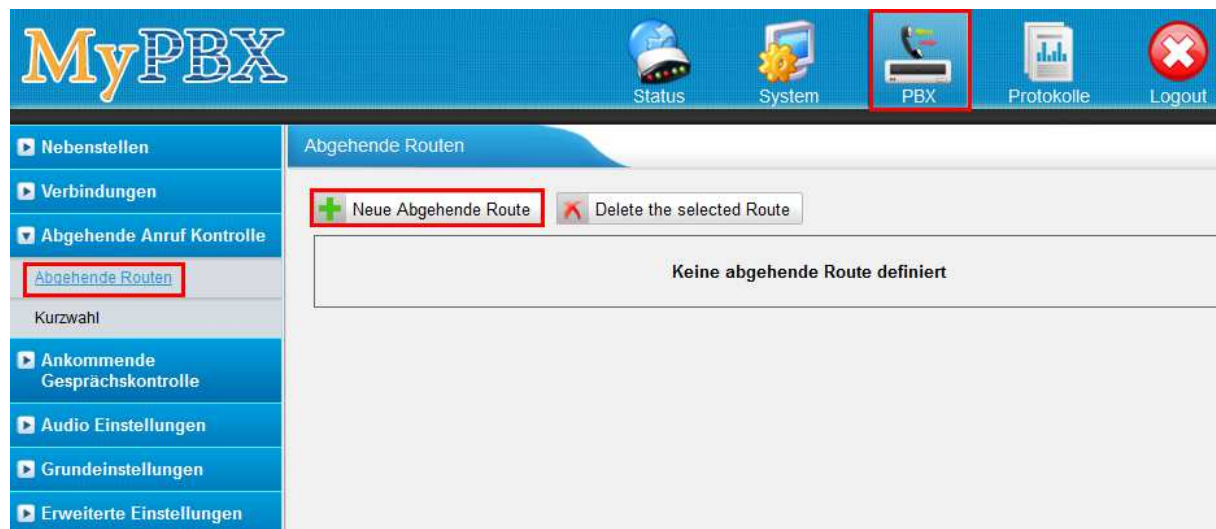 MyPBX
Status
System
PBX
Protokolle
Logout
Nebenstellen
Verbindungen
Abgehende Anruf Kontrolle
Abgehende Routen
Kurzwahl
Ankommende
Gesprächskontrolle
Audio Einstellungen
Grundeinstellungen
Erweiterte Einstellungen
Abgehende Routen
Neue Abgehende Route
Delete the selected Route
Keine abgehende Route definiert